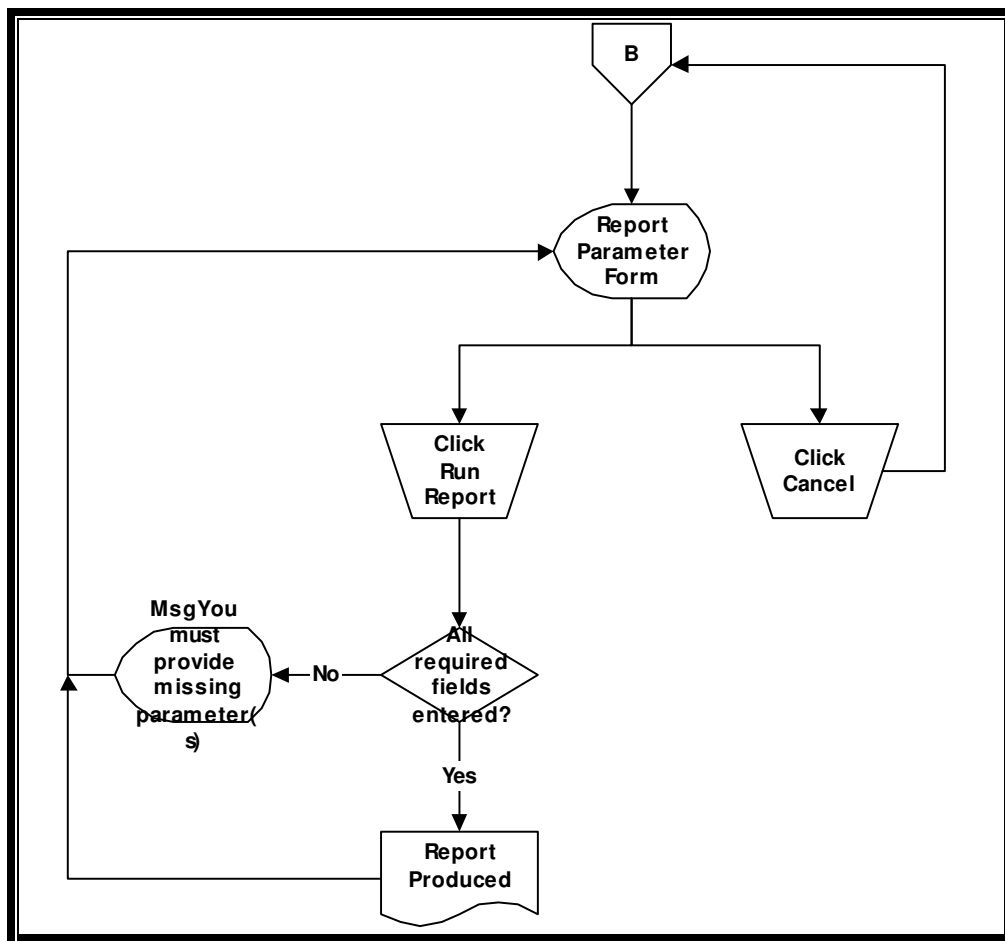 B
Report
Parameter
Form
Click
Run
Report
Click
Cancel
MsgYou
must
provide
missing
parameter(
s)
No
All
required
fields
entered?
Yes
Report
Produced